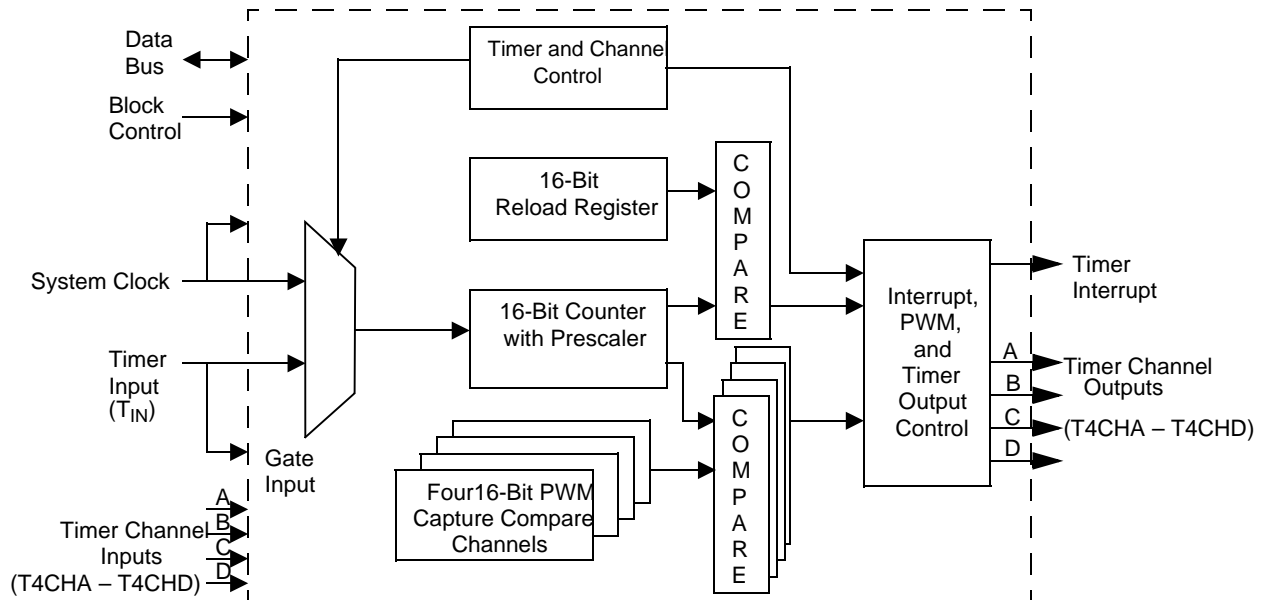 Data
Bus
Block
Control
System Clock
Timer
Input
(TIN)
Gate
Input
A
B
C
D
Timer Channel
Inputs
(T4CHA – T4CHD)
Timer and Channe
Control
16-Bit
Reload Register
16-Bit Counter
with Prescaler
Four16-Bit PWM
Capture Compare
Channels
C
O
M
P
A
R
E
C
O
M
P
A
R
E
Interrupt,
PWM,
and
Timer
Output
Control
Timer
Interrupt
A
B
C
D
Timer Channel
Outputs
(T4CHA – T4CHD)